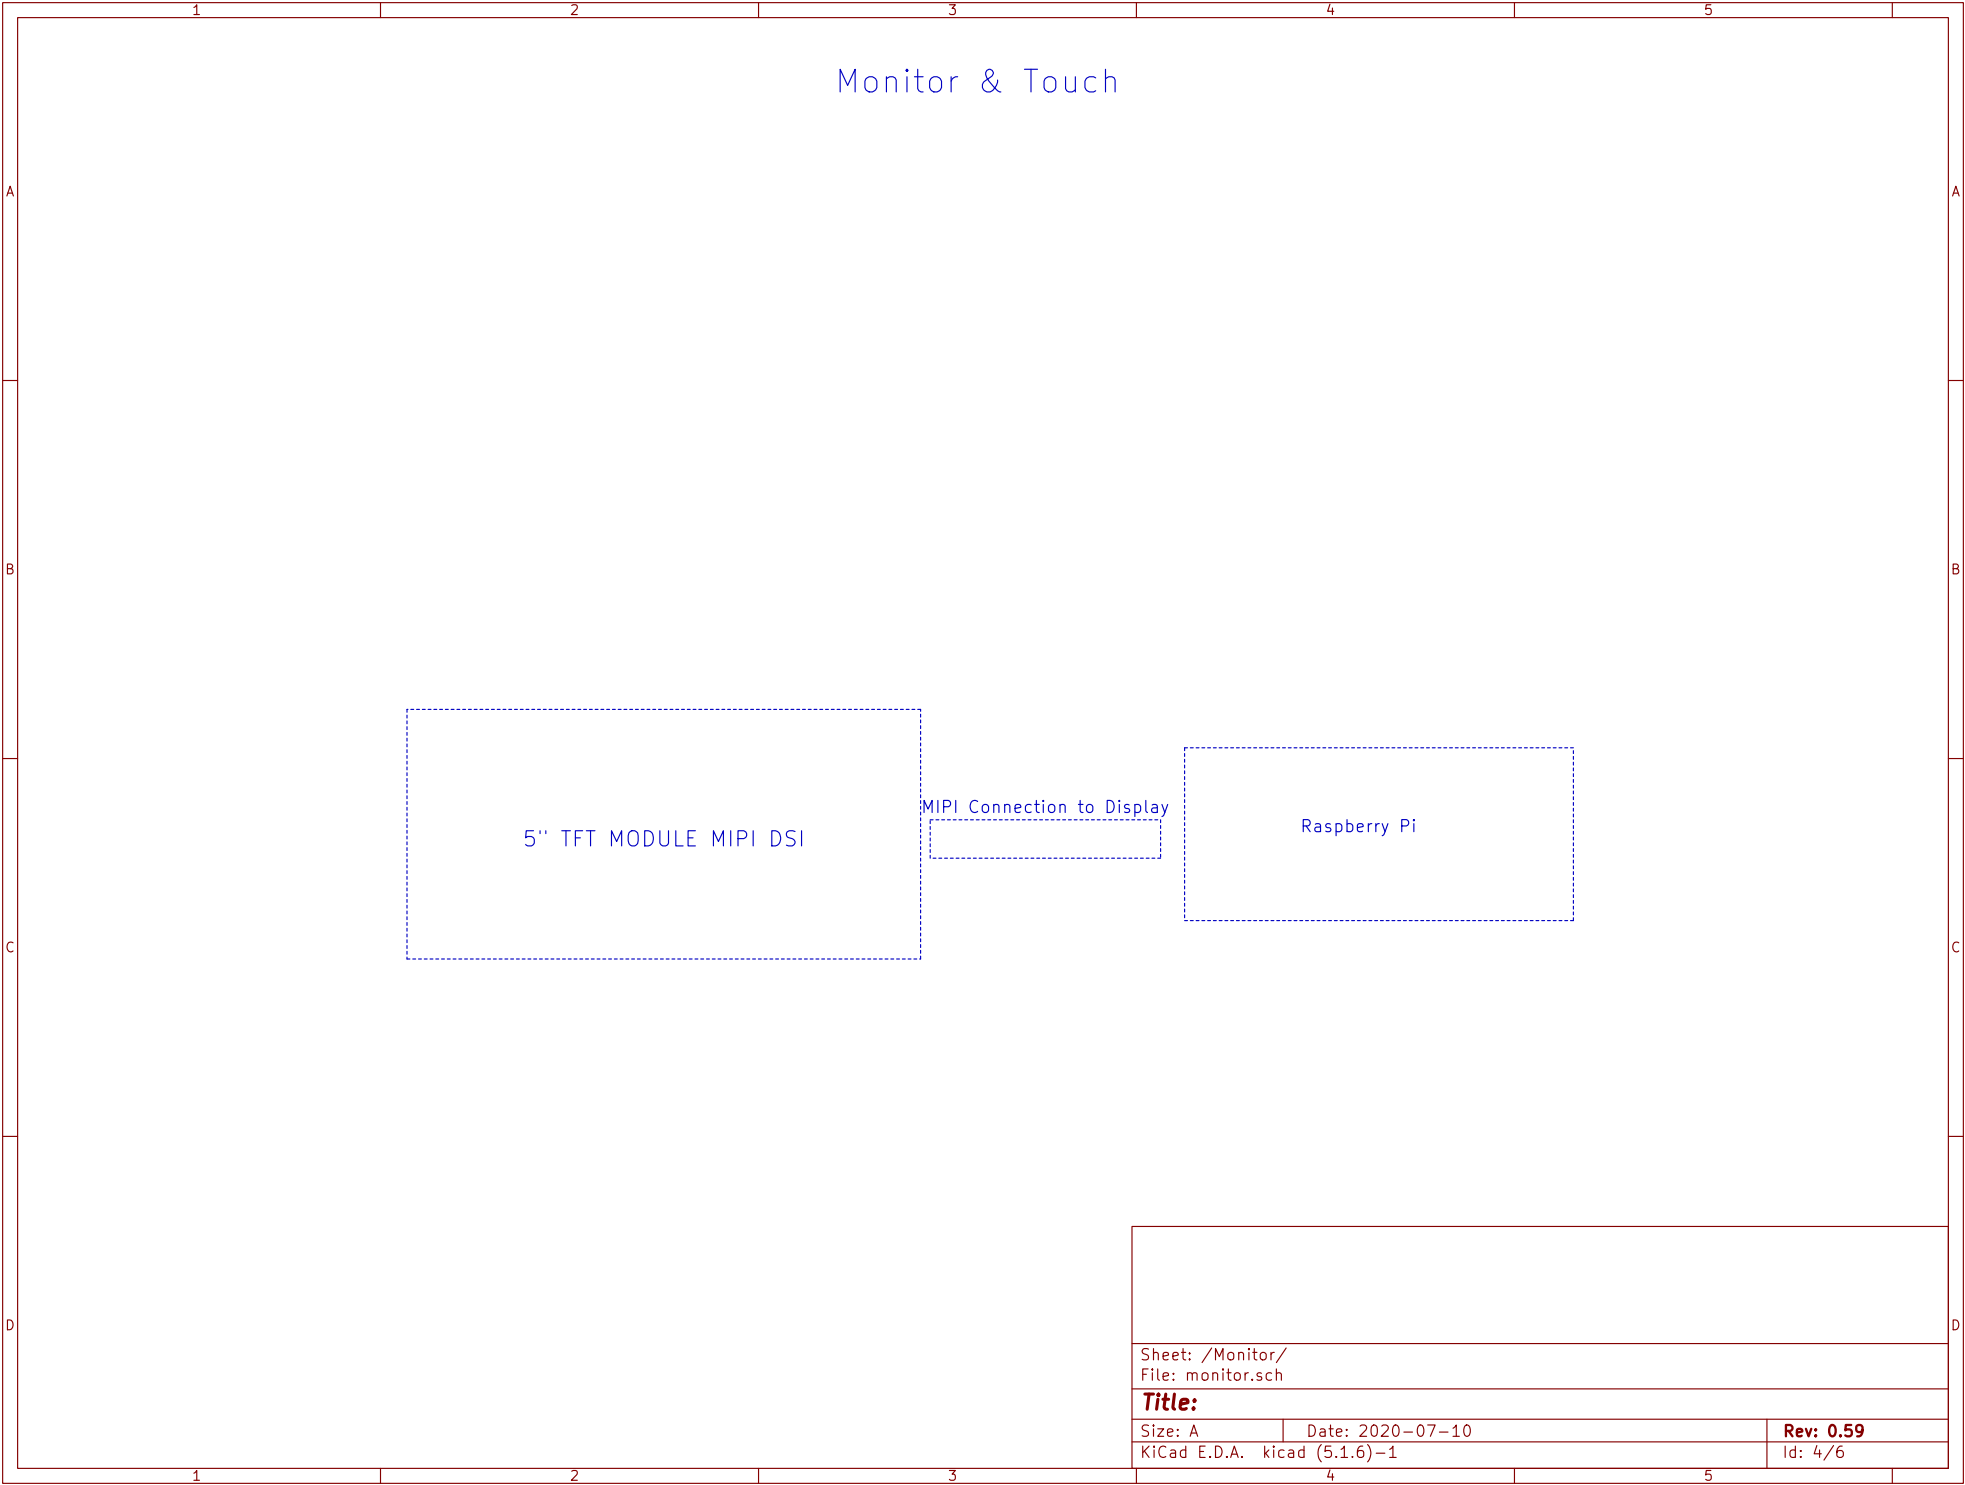 1 2 3 4 5
Monitor & Touch
A A
B B
MIPI Connection to Display
Raspberry Pi
5" TFT MODULE MIPI DSI
C C
D D
Sheet: /Monitor/
File: monitor.sch
Title:
Size: A Date: 2020-07-10 Rev: 0.59
KiCad E.D.A. kicad (5.1.6)-1 Id: 4/6
1 2 3 4 5